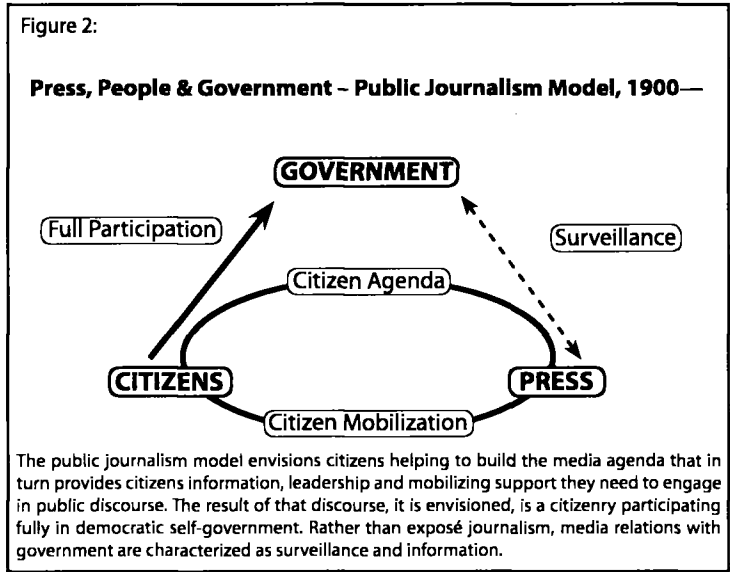 Figure 2:
Press, People & Government – Public Journalism Model, 1900—
GOVERNMENT
Full Participation
Surveillance
Citizen Agenda
CITIZENS
PRESS
Citizen Mobilization
The public journalism model envisions citizens helping to build the media agenda that in
turn provides citizens information, leadership and mobilizing support they need to engage
in public discourse. The result of that discourse, it is envisioned, is a citizenry participating
fully in democratic self-government. Rather than exposé journalism, media relations with
government are characterized as surveillance and information.